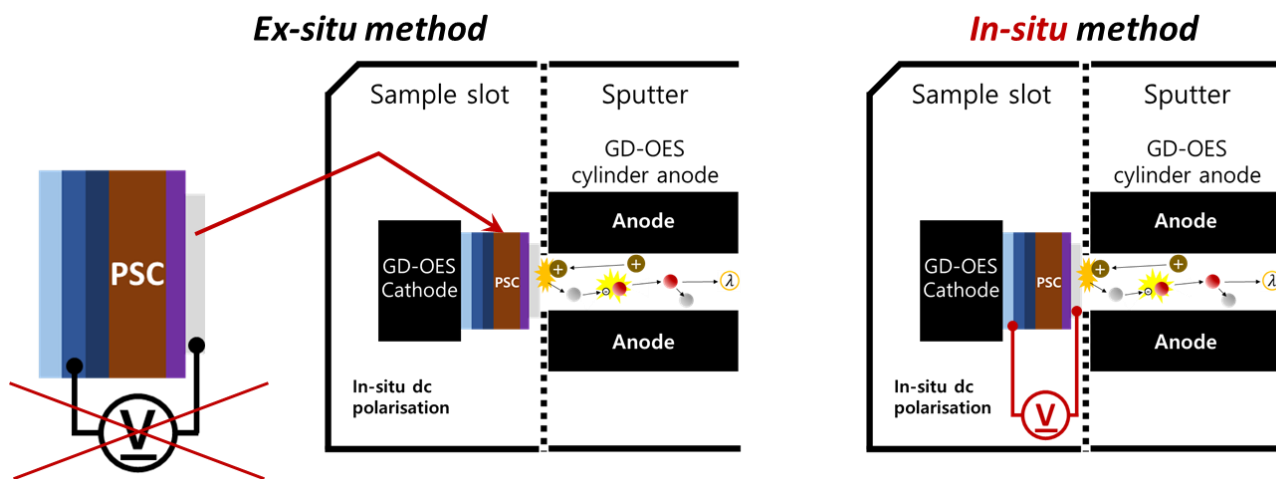 Ex-situ method
PSC
V
Sample slot
Sputter
GD-OES
cylinder anode
Anode
GD-OES
Cathode
PSC
+
+
-
λ
Anode
In-situ dc
polarisation
In-situ method
Sample slot
Sputter
GD-OES
cylinder anode
Anode
GD-OES
Cathode
PSC
+
+
-
λ
Anode
In-situ dc
polarisation
V